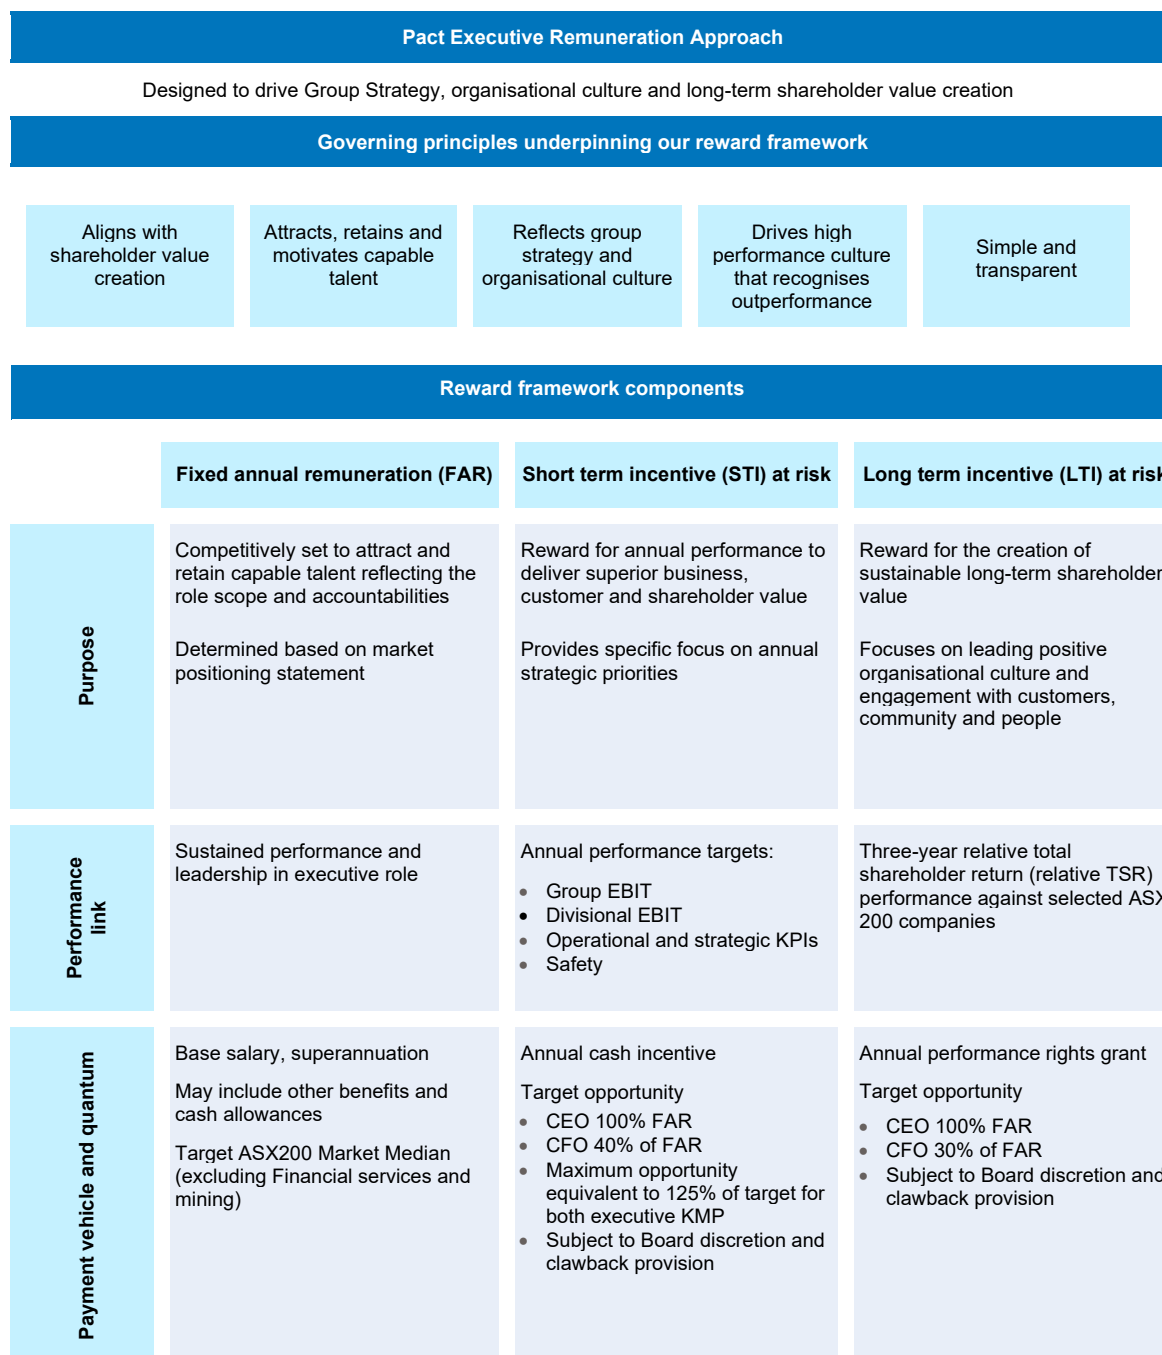 Pact Executive Remuneration Approach
Designed to drive Group Strategy, organisational culture and long-term shareholder value creation
Governing principles underpinning our reward framework
Aligns with
shareholder value
creation
Attracts, retains and
motivates capable
talent
Reflects group
strategy and
organisational culture
Drives high
performance culture
that recognises
outperformance
Simple and
transparent
Reward framework components
Fixed annual remuneration (FAR)
Short term incentive (STI) at risk
Long term incentive (LTI) at risk
Purpose
Competitively set to attract and
retain capable talent reflecting the
role scope and accountabilities
Determined based on market
positioning statement
Reward for annual performance to
deliver superior business,
customer and shareholder value
Provides specific focus on annual
strategic priorities
Reward for the creation of
sustainable long-term shareholder
value
Focuses on leading positive
organisational culture and
engagement with customers,
community and people
Performance
link
Sustained performance and
leadership in executive role
Annual performance targets:
• Group EBIT
• Divisional EBIT
• Operational and strategic KPIs
• Safety
Three-year relative total
shareholder return (relative TSR)
performance against selected ASX
200 companies
Payment vehicle and quantum
Base salary, superannuation
May include other benefits and
cash allowances
Target ASX200 Market Median
(excluding Financial services and
mining)
Annual cash incentive
Target opportunity
• CEO 100% FAR
• CFO 40% of FAR
• Maximum opportunity
equivalent to 125% of target for
both executive KMP
• Subject to Board discretion and
clawback provision
Annual performance rights grant
Target opportunity
• CEO 100% FAR
• CFO 30% of FAR
• Subject to Board discretion and
clawback provision